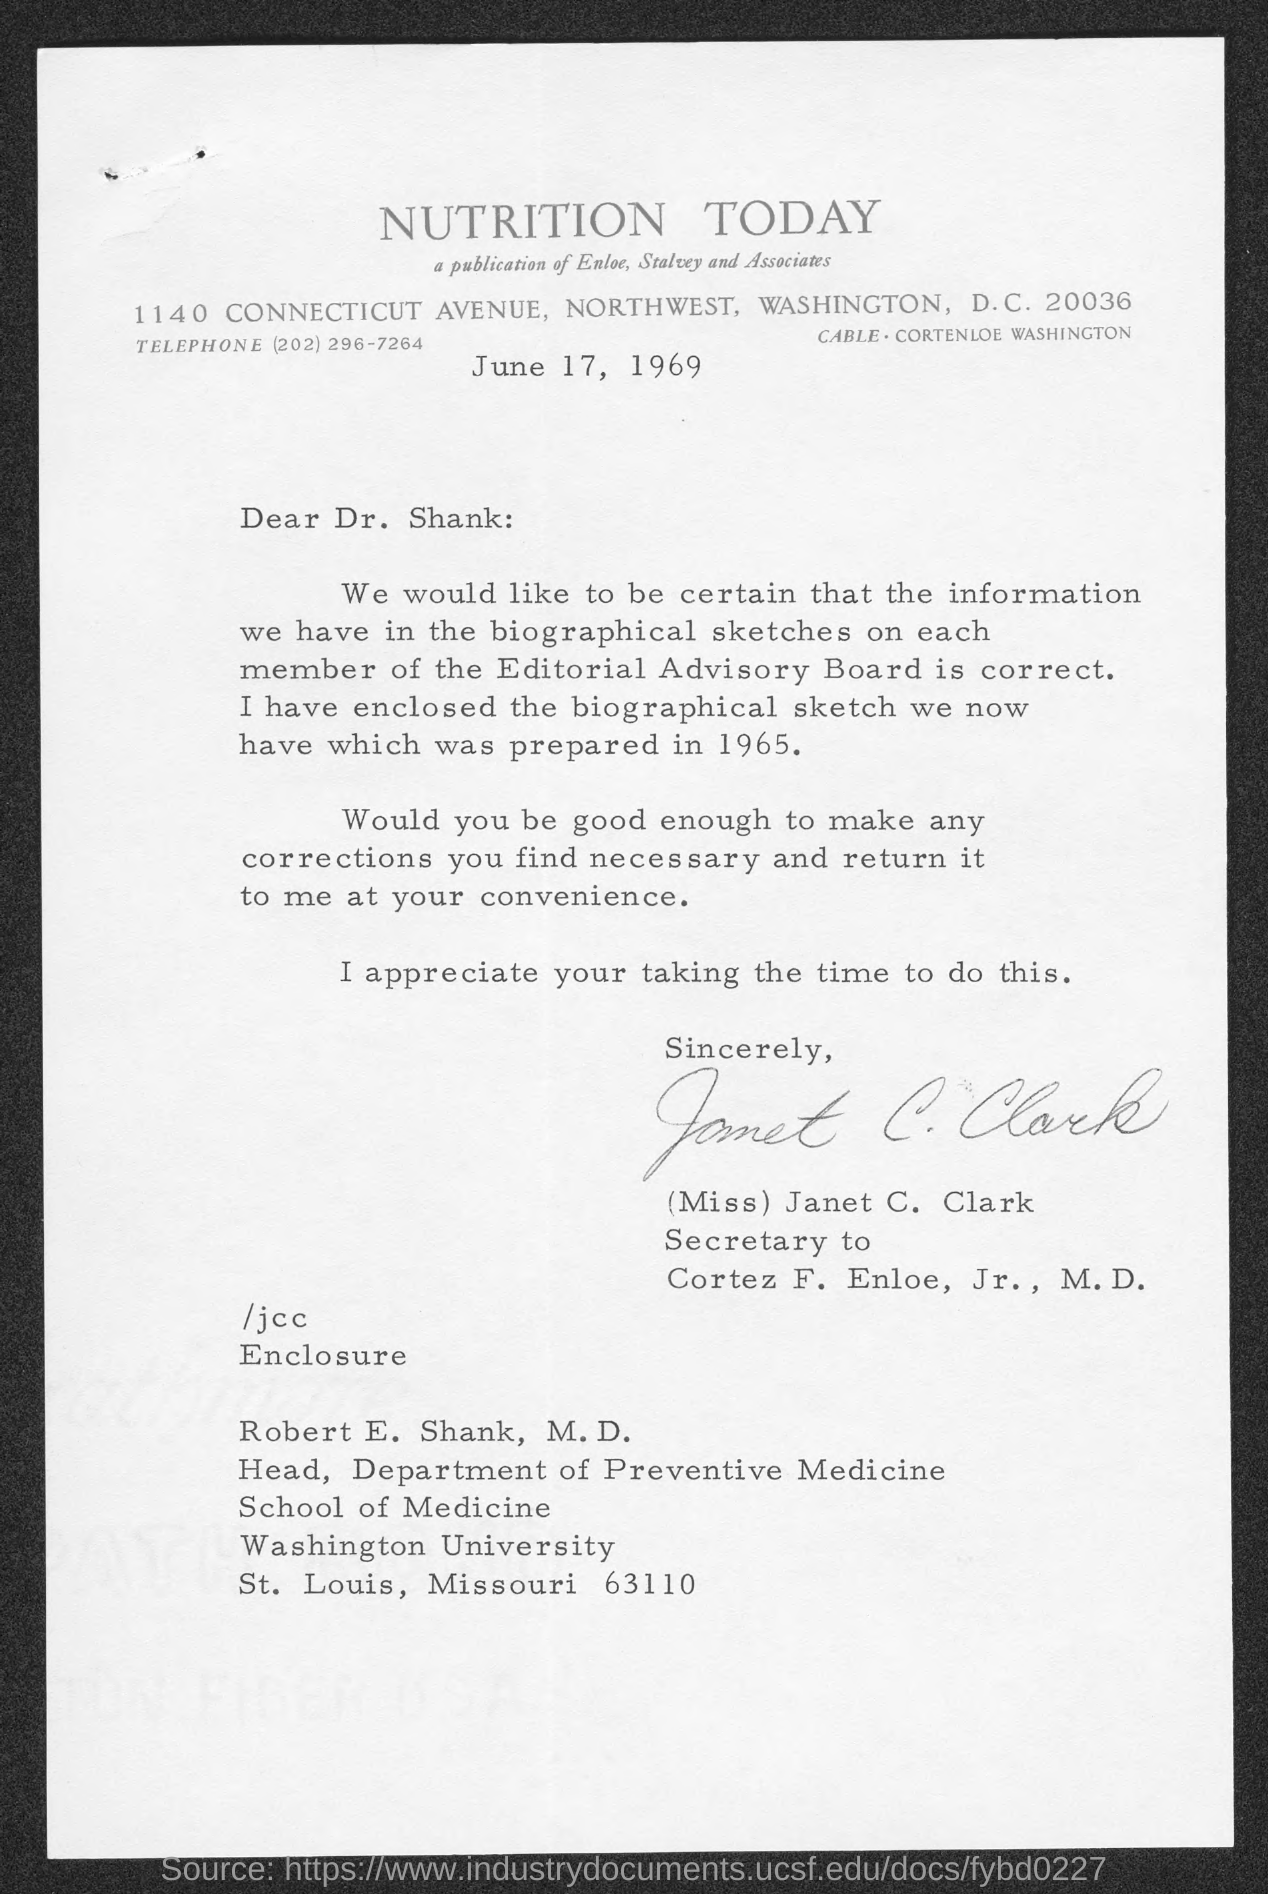 NUTRITION TODAY
a publication of Enloe, Stalvey and Associates
1140 CONNECTICUT AVENUE, NORTHWEST, WASHINGTON, D.C. 20036
TELEPHONE (202) 296-7264
CABLE · CORTENLOE WASHINGTON
June 17, 1969
Dear Dr. Shank:
We would like to be certain that the information
we have in the biographical sketches on each
member of the Editorial Advisory Board is correct.
I have enclosed the biographical sketch we now
have which was prepared in 1965.
Would you be good enough to make any
corrections you find necessary and return it
to me at your convenience.
I appreciate your taking the time to do this.
Sincerely,
Janet C. Clark
(Miss) Janet C. Clark
Secretary to
Cortez F. Enloe, Jr., M.D.
/jcc
Enclosure
Robert E. Shank, M.D.
Head, Department of Preventive Medicine
School of Medicine
Washington University
St. Louis, Missouri 63110
Source: https://www.industrydocuments.ucsf.edu/docs/fybd0227